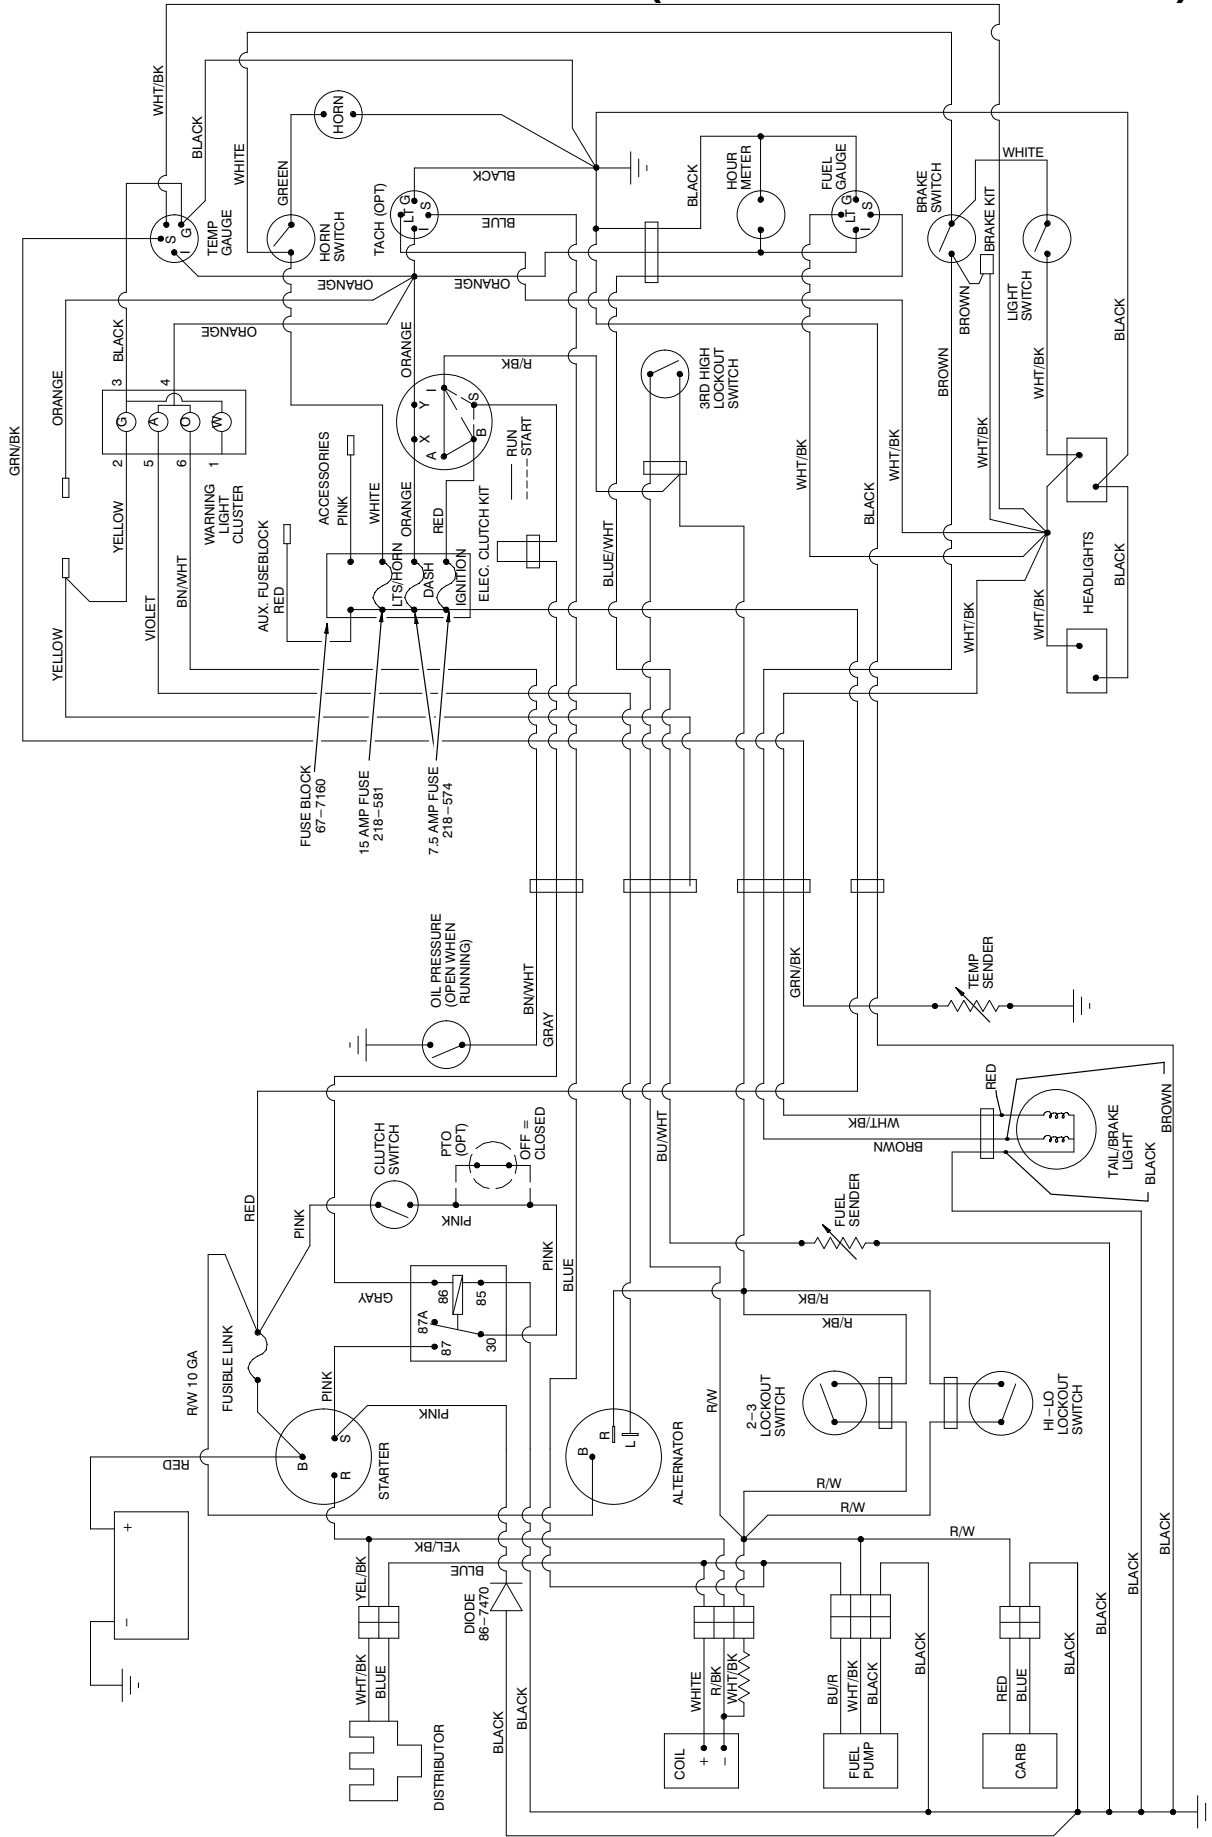 WHT/BK
BLACK
WHITE
GREEN
HORN
S
I
G
TEMP
GAUGE
HORN
SWITCH
ORANGE
GRN/BK
ORANGE
BLACK
ORANGE
3
4
G
A
O
W
2
5
6
1
YELLOW
VIOLET
BN/WHT
WARNING
LIGHT
CLUSTER
YELLOW
AUX. FUSEBLOCK
RED
ACCESSORIES
PINK
WHITE
ORANGE
RED
LTS/HORN
DASH
IGNITION
ELEC. CLUTCH KIT
RUN
START
A
X
Y
I
B
S
ORANGE
R/BK
TACH (OPT)
LT
G
I
S
BLACK
BLUE
ORANGE
BLACK
HOUR
METER
FUEL
GAUGE
LT
G
I
S
BRAKE
SWITCH
WHITE
BRAKE KIT
BROWN
LIGHT
SWITCH
BROWN
WHT/BK
WHT/BK
BLACK
3RD HIGH
LOCKOUT
SWITCH
BLUE/WHT
WHT/BK
WHT/BK
BLACK
WHT/BK
WHT/BK
HEADLIGHTS
BLACK
FUSE BLOCK
67-7160
15 AMP FUSE
218-581
7.5 AMP FUSE
218-574
OIL PRESSURE
(OPEN WHEN
RUNNING)
BN/WHT
GRAY
GRN/BK
TEMP
SENDER
RED
WHT/BK
BROWN
TAIL/BRAKE
LIGHT
BLACK
BROWN
RED
PINK
CLUTCH
SWITCH
PTO
(OPT)
OFF =
CLOSED
PINK
PINK
BLUE
BU/WHT
FUEL
SENDER
R/W 10 GA
FUSIBLE LINK
GRAY
87A
86
87
85
30
PINK
PINK
B
S
R
STARTER
RED
+
-
B
R
L
ALTERNATOR
R/W
R/BK
R/BK
2-3
LOCKOUT
SWITCH
HI-LO
LOCKOUT
SWITCH
R/W
R/W
R/W
YEL/BK
YEL/BK
BLUE
DIODE
86-7470
WHT/BK
BLUE
DISTRIBUTOR
BLACK
BLACK
WHITE
R/BK
WHT/BK
COIL
+
-
BU/R
WHT/BK
BLACK
FUEL
PUMP
BLACK
RED
BLUE
CARB
BLACK
BLACK
BLACK
BLACK